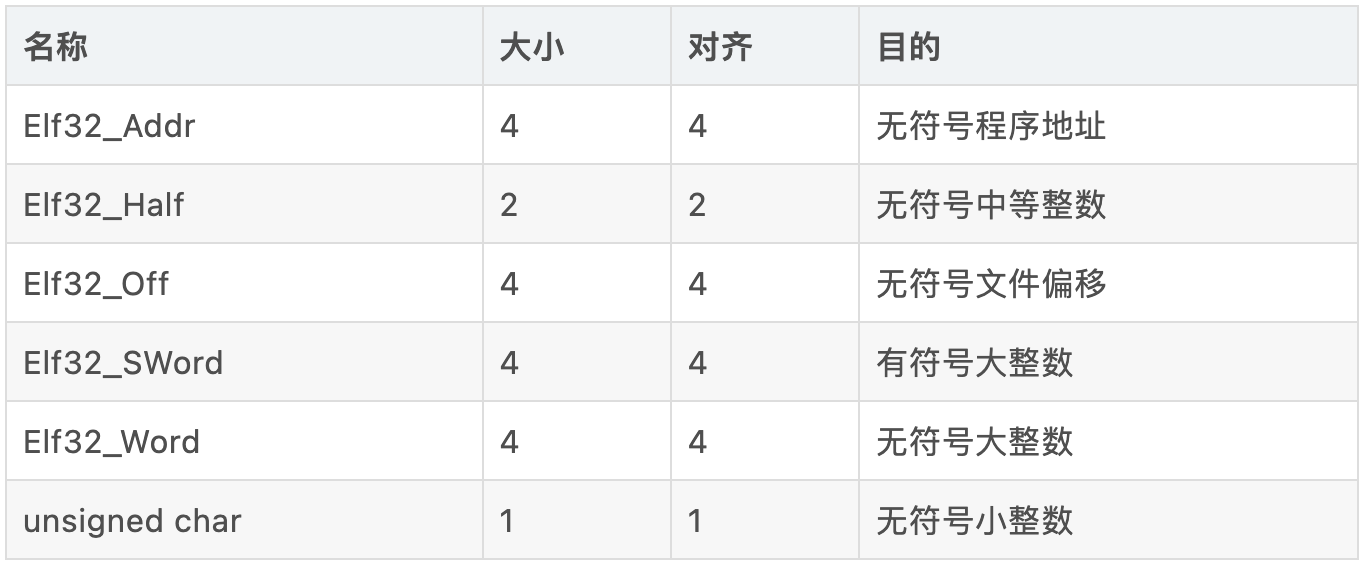 名称 大小 对齐 目的
Elf32_Addr 4 4 无符号程序地址
Elf32_Half 2 2 无符号中等整数
Elf32_Off 4 4 无符号文件偏移
Elf32_SWord 4 4 有符号大整数
Elf32_Word 4 4 无符号大整数
unsigned char 1 1 无符号小整数